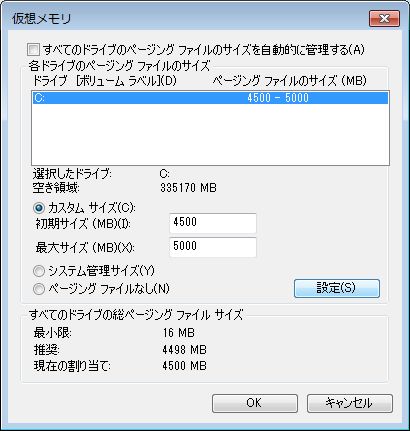 仮想メモリ
すべてのドライブのページング ファイルのサイズを自動的に管理する(A)
各ドライブのページング ファイルのサイズ
ドライブ [ボリューム ラベル](D) ページング ファイルのサイズ (MB)
C: 4500 - 5000
選択したドライブ: C:
空き領域: 335170 MB
カスタム サイズ(C):
初期サイズ (MB)(I): 4500
最大サイズ (MB)(X): 5000
システム管理サイズ(Y)
ページング ファイルなし(N) 設定(S)
すべてのドライブの総ページング ファイル サイズ
最小限: 16 MB
推奨: 4498 MB
現在の割り当て: 4500 MB
OK キャンセル